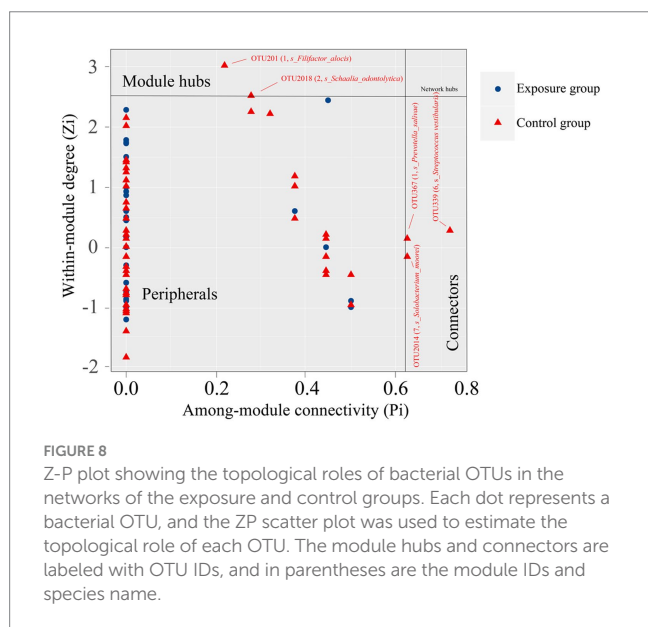 Module hubs
OTU201 (1, s_Filifactor_alocis)
OTU2018 (2, s_Schaalia_odontolytica)
Network hubs
Exposure group
Control group
3
2
1
0
-1
-2
Within-module degree (Zi)
Peripherals
OTU367 (1, s_Prevotella_salivae)
OTU339 (6, s_Streptococcus vestibularis)
OTU2014 (7, s_Solobacterium_moorei)
Connectors
0.0 0.2 0.4 0.6 0.8
Among-module connectivity (Pi)
FIGURE 8
Z-P plot showing the topological roles of bacterial OTUs in the
networks of the exposure and control groups. Each dot represents a
bacterial OTU, and the ZP scatter plot was used to estimate the
topological role of each OTU. The module hubs and connectors are
labeled with OTU IDs, and in parentheses are the module IDs and
species name.